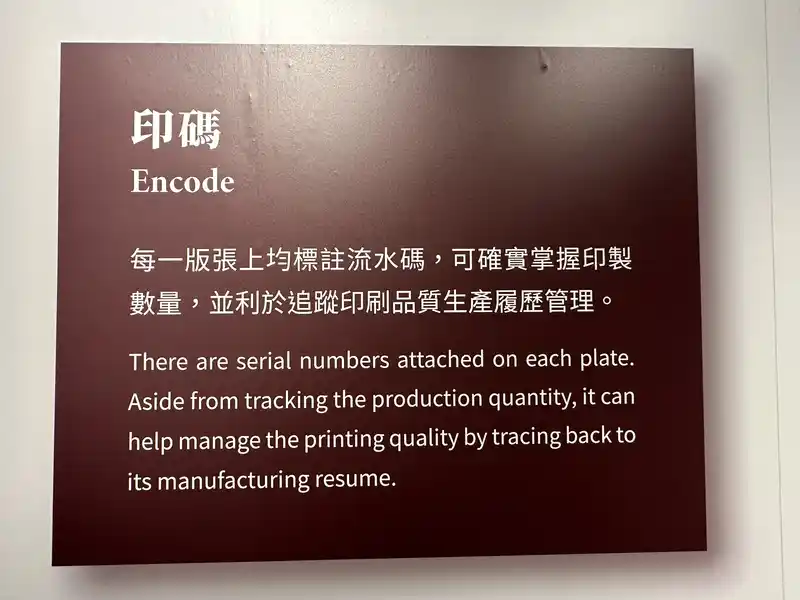 印碼
Encode
每一版張上均標註流水碼，可確實掌握印製
數量，並利於追蹤印刷品質生產履歷管理。
There are serial numbers attached on each plate.
Aside from tracking the production quantity, it can
help manage the printing quality by tracing back to
its manufacturing resume.